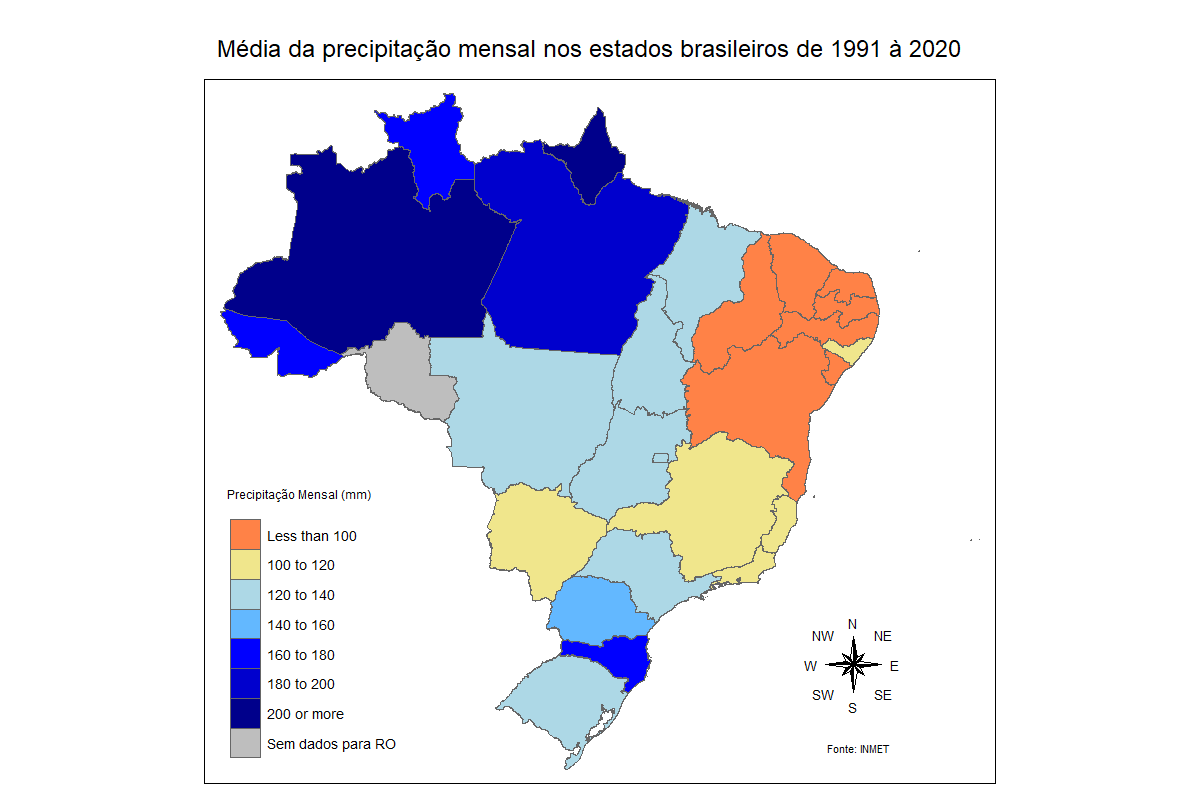 Média da precipitação mensal nos estados brasileiros de 1991 à 2020
Precipitação Mensal (mm)
Less than 100
100 to 120
120 to 140
140 to 160
160 to 180
180 to 200
200 or more
Sem dados para RO
N
NW
NE
W
E
SW
SE
S
Fonte: INMET